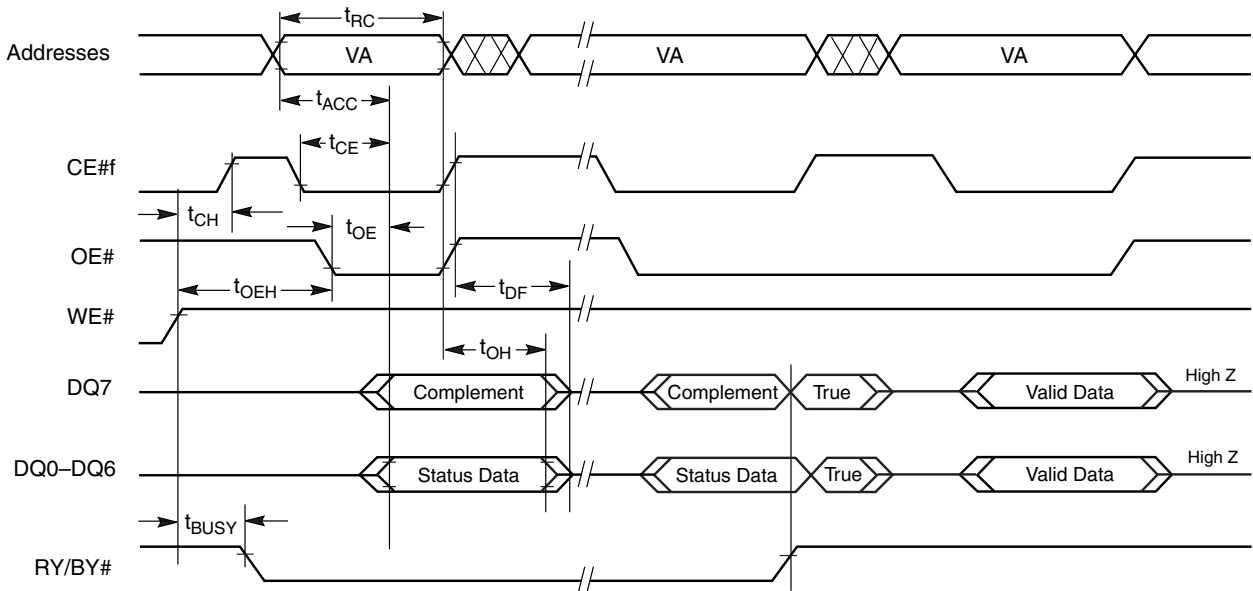 tRC
Addresses VA VA VA
tACC
tCE
CE#f
tCH
tOE
OE#
tOEH tDF
WE#
tOH
DQ7 Complement Complement True Valid Data High Z
DQ0–DQ6 Status Data Status Data True Valid Data High Z
tBUSY
RY/BY#